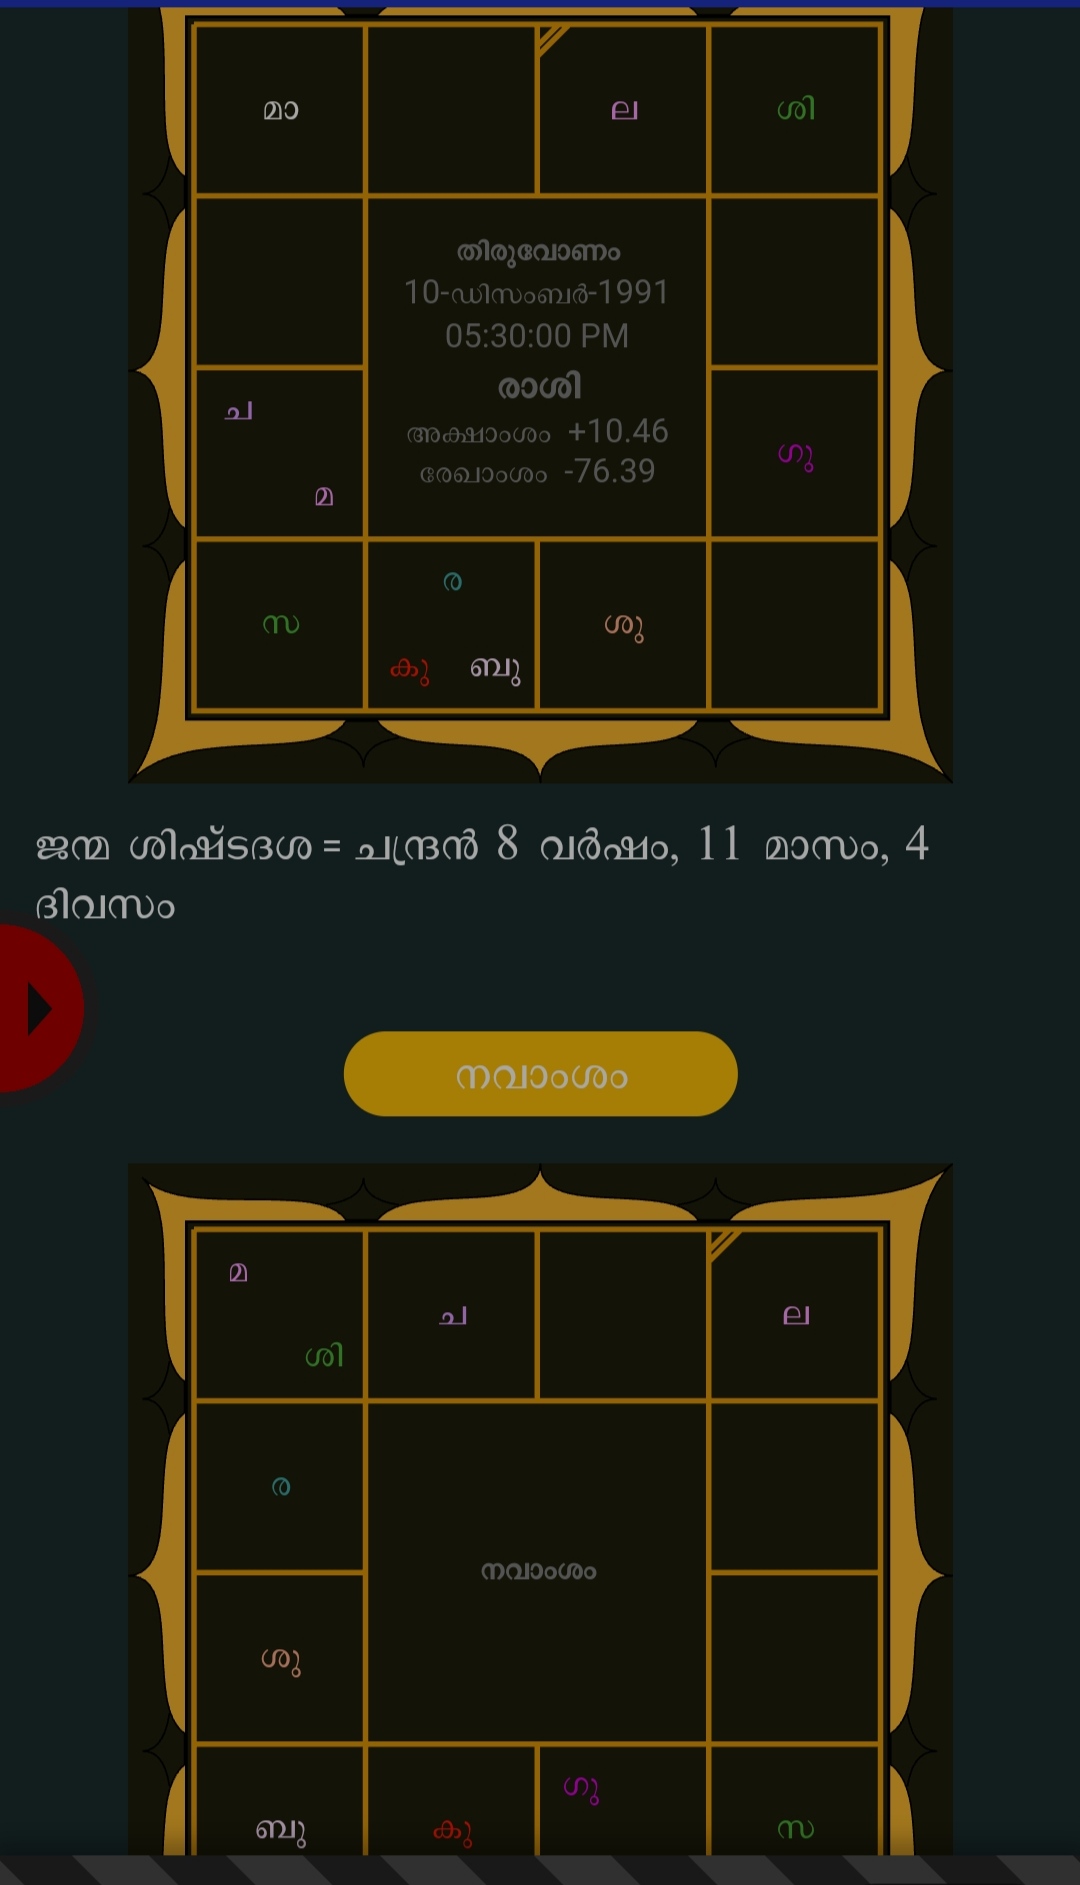 മാ ല ശി
തിരുവോണം
10-ഡിസംബർ-1991
05:30:00 PM
രാശി
അക്ഷാംശം +10.46
രേഖാംശം -76.39
ച
മ
ഗു
സ
ര
കു ബു
ശു
ജന്മ ശിഷ്ടദശ = ചന്ദ്രൻ 8 വർഷം, 11 മാസം, 4
ദിവസം
നവാംശം
മ
ശി
ച
ല
ര
നവാംശം
ശു
ഗു
ബു കു സ